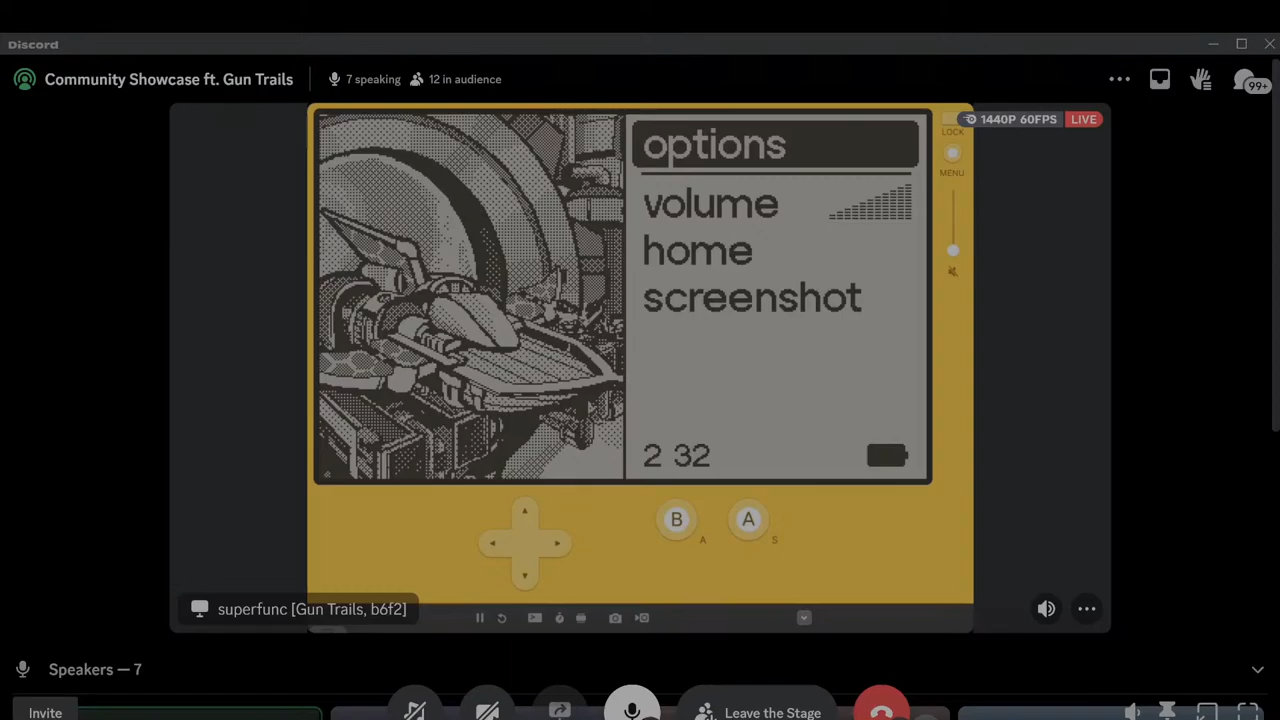 Discord
Community Showcase ft. Gun Trails
7 speaking
12 in audience
99+
1440P 60FPS
LIVE
LOCK
MENU
options
volume
home
screenshot
2 32
B
A
A
S
superfunc [Gun Trails, b6f2]
Speakers — 7
Invite
Leave the Stage